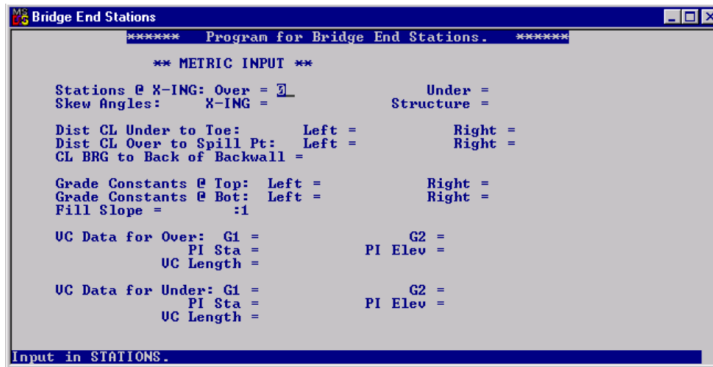 Bridge End Stations
****** Program for Bridge End Stations. ******
** METRIC INPUT **
Stations @ X-ING: Over = 0 Under =
Skew Angles: X-ING = Structure =
Dist CL Under to Toe: Left = Right =
Dist CL Over to Spill Pt: Left = Right =
CL BRG to Back of Backwall =
Grade Constants @ Top: Left = Right =
Grade Constants @ Bot: Left = Right =
Fill Slope = :1
VC Data for Over: G1 = G2 =
PI Sta = PI Elev =
VC Length =
VC Data for Under: G1 = G2 =
PI Sta = PI Elev =
VC Length =
Input in STATIONS.